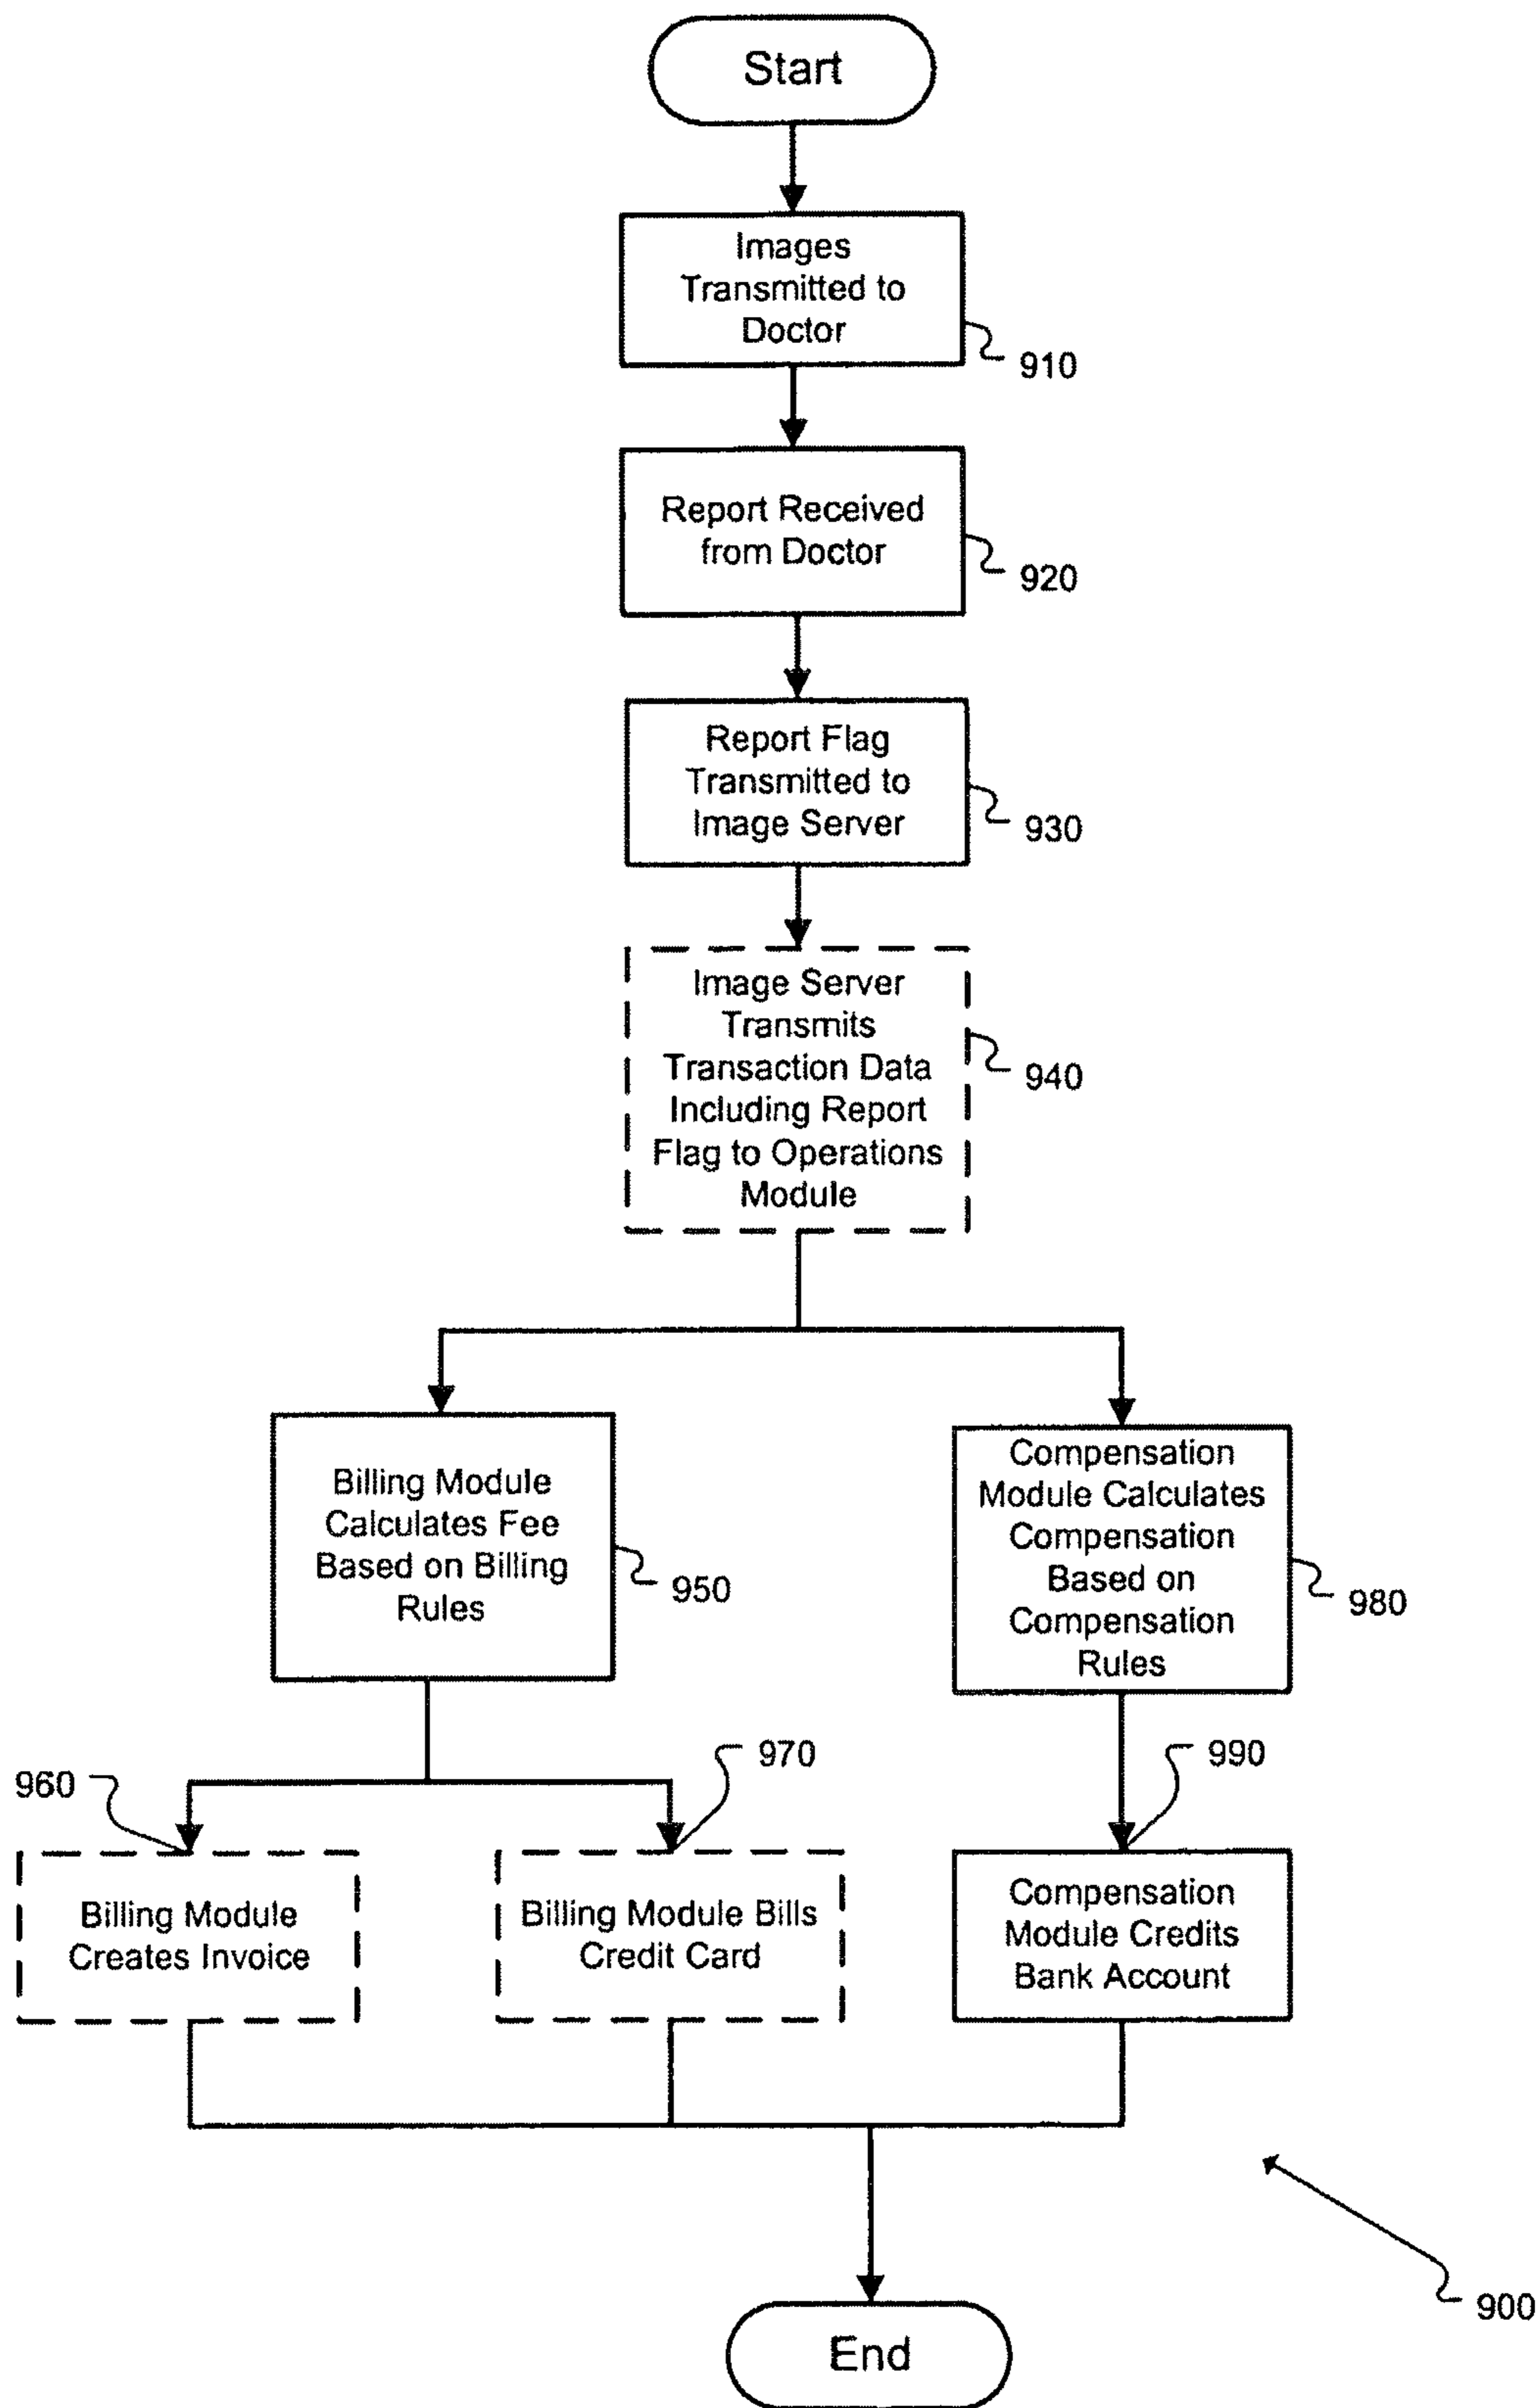 Start
Images
Transmitted to
Doctor
910
Report Received
from Doctor
920
Report Flag
Transmitted to
Image Server
930
Image Server
Transmits
Transaction Data
Including Report
Flag to Operations
Module
940
Billing Module
Calculates Fee
Based on Billing
Rules
950
Compensation
Module Calculates
Compensation
Based on
Compensation
Rules
980
960
970
990
Billing Module
Creates Invoice
Billing Module Bills
Credit Card
Compensation
Module Credits
Bank Account
900
End